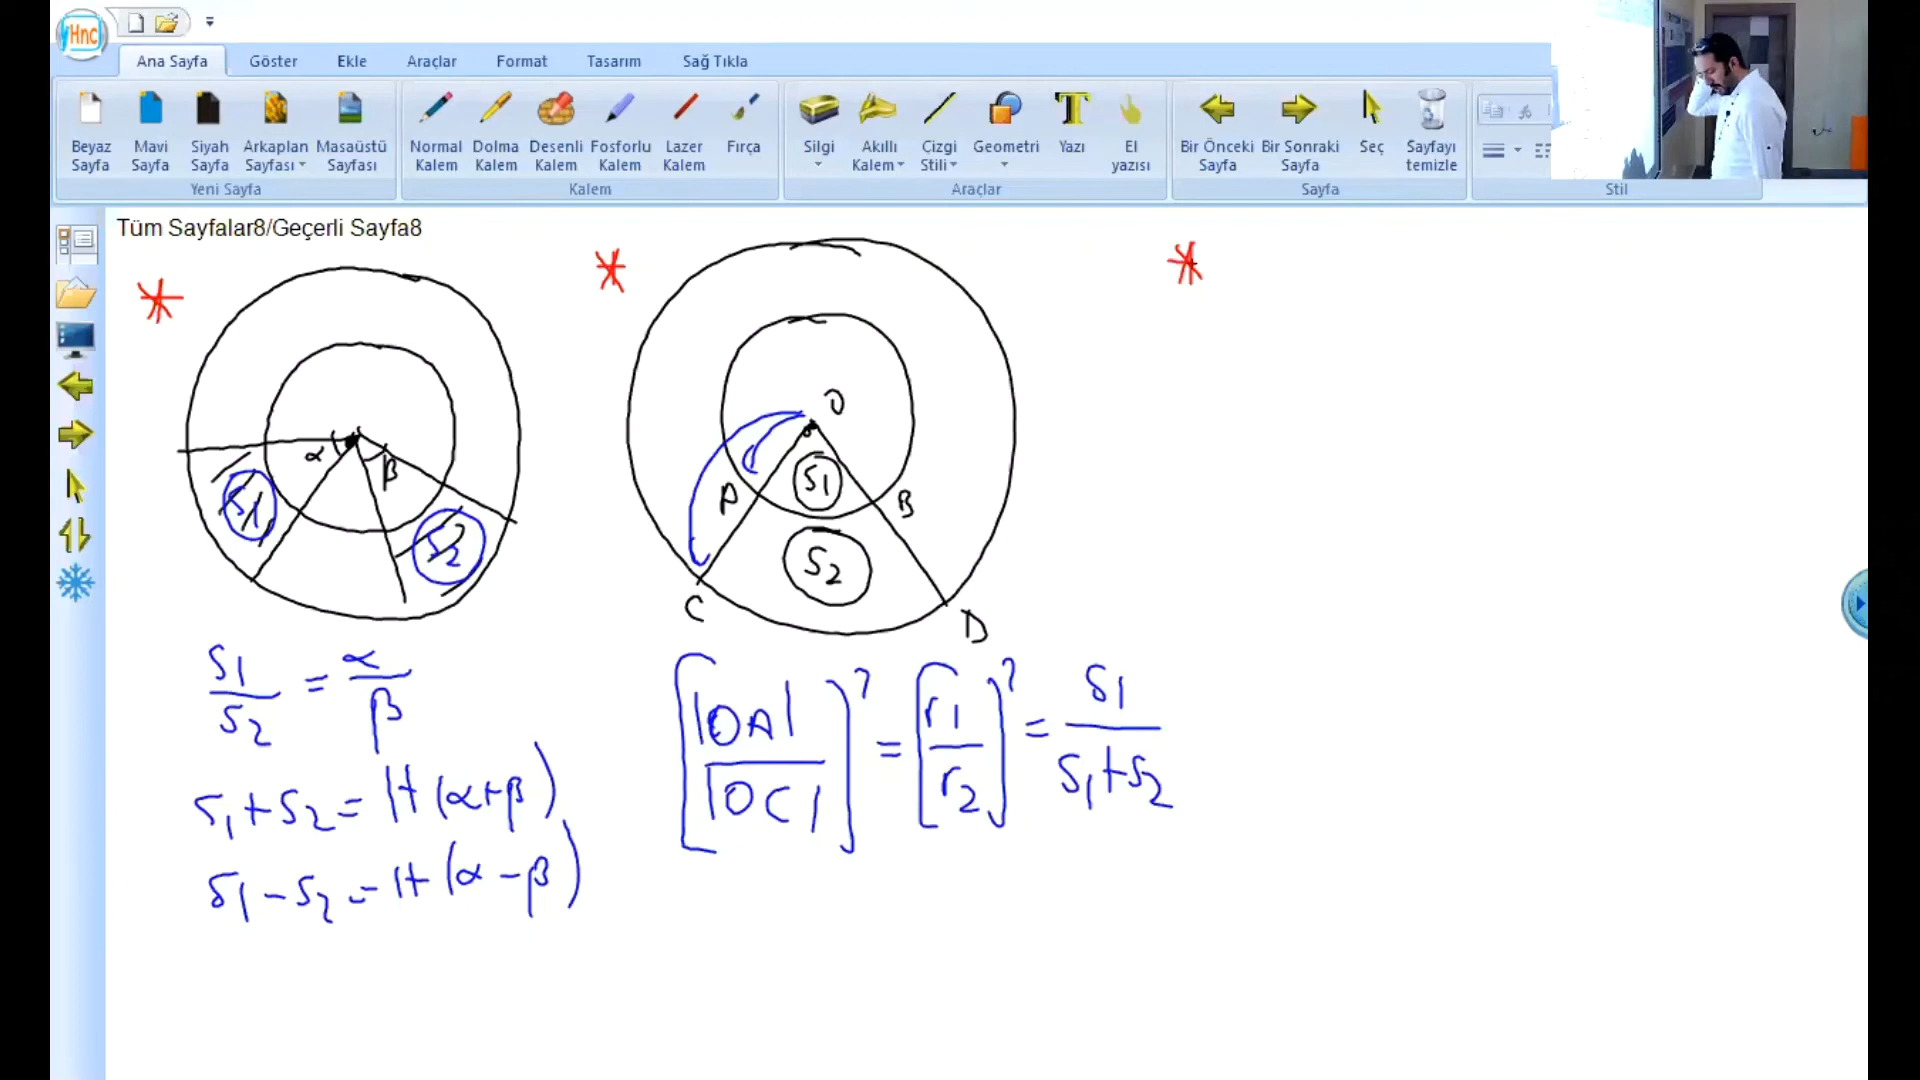 Hnc
Ana Sayfa Göster Ekle Araçlar Format Tasarım Sağ Tıkla
Beyaz Sayfa Mavi Sayfa Siyah Sayfa Arkaplan Sayfası Masaüstü Sayfası Normal Kalem Dolma Kalem Desenli Kalem Fosforlu Kalem Lazer Kalem Fırça Silgi Akıllı Kalem Çizgi Stili Geometri Yazı El yazısı Bir Önceki Sayfa Bir Sonraki Sayfa Seç Sayfayı temizle
Yeni Sayfa Kalem Araçlar Sayfa Stil
Tüm Sayfalar8/Geçerli Sayfa8
α β S1 S2
O S1 A B S2 C D
S1/S2 = α/β
S1+S2 = H(α+β)
S1-S2 = H(α-β)
[|OA|/|OC|]² = [r1/r2]² = S1/(S1+S2)